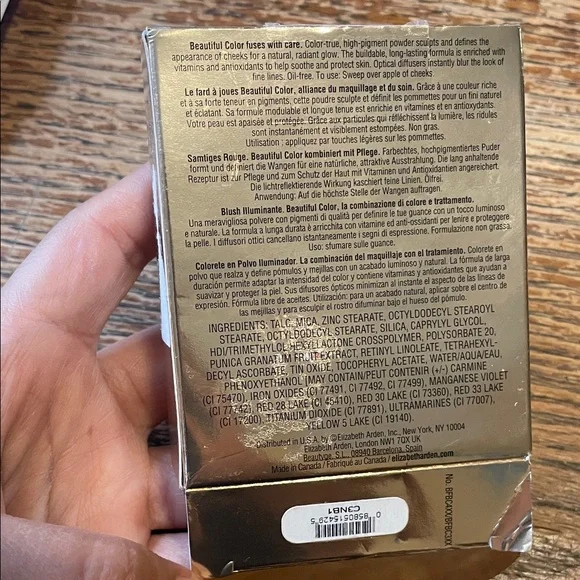 Beautiful Color fuses with care. Color-true, high-pigment powder sculpts and defines the
appearance of cheeks for a natural, radiant glow. The buildable, long-lasting formula is enriched with
vitamins and antioxidants to help soothe and protect skin. Optical diffusers instantly blur the look of
fine lines. Oil-free. To use: Sweep over apple of cheeks.
Le fard à joues Beautiful Color, alliance du maquillage et du soin. Grâce à une couleur riche
et à sa forte teneur en pigments, cette poudre sculpte et définit les pommettes pour un fini naturel
et éclatant. Sa formule modulable et longue tenue est enrichie en vitamines et en antioxydants.
Votre peau est apaisée et protégée. Grâce aux particules qui réfléchissent la lumière, les ridules
sont instantanément et visiblement estompées. Non gras.
Utilisation : appliquez par touches légères sur les pommettes.
Samtiges Rouge. Beautiful Color kombiniert mit Pflege. Farbechtes, hochpigmentiertes Puder
formt und definiert die Wangen für eine natürliche, attraktive Ausstrahlung. Die lang anhaltende
Rezeptur ist zur Pflege und zum Schutz der Haut mit Vitaminen und Antioxidantien angereichert.
Die lichtreflektierende Wirkung kaschiert feine Linien. Ölfrei.
Anwendung: Auf die höchste Stelle der Wangen auftragen.
Blush Illuminante. Beautiful Color, la combinazione di colore e trattamento.
Una meravigliosa polvere con pigmenti di qualità per definire le tue guance con un tocco luminoso
e naturale. La formula a lunga durata è arricchita con vitamine ed anti-ossidanti per lenire e proteggere
la pelle. I diffusori ottici cancellano istantaneamente i segni di espressione. Formulazione non grassa.
Uso: sfumare sulle guance.
Colorete en Polvo Iluminador. La combinación del maquillaje con el tratamiento. Colorete en
polvo que realza y define pómulos y mejillas con un acabado luminoso y natural. La fórmula de larga
duración permite adaptar la intensidad del color y contiene vitaminas y antioxidantes que ayudan a
suavizar y proteger la piel. Sus difusores ópticos minimizan al instante el aspecto de las líneas de
expresión. Fórmula libre de aceites. Utilización: para un acabado natural, aplicar sobre el centro de
las mejillas y para esculpir el rostro difuminar bajo el hueso del pómulo.
INGREDIENTS: TALC, MICA, ZINC STEARATE, OCTYLDODECYL STEAROYL
STEARATE, OCTYLDODECYL STEARATE, SILICA, CAPRYLYL GLYCOL,
HDI/TRIMETHYLOL HEXYLLACTONE CROSSPOLYMER, POLYSORBATE 20,
PUNICA GRANATUM FRUIT EXTRACT, RETINYL LINOLEATE, TETRAHEXYL-
DECYL ASCORBATE, TIN OXIDE, TOCOPHERYL ACETATE, WATER/AQUA/EAU,
PHENOXYETHANOL [MAY CONTAIN/PEUT CONTENIR (+/-) CARMINE
(CI 75470), IRON OXIDES (CI 77491, CI 77492, CI 77499), MANGANESE VIOLET
(CI 77742), RED 28 LAKE (CI 45410), RED 30 LAKE (CI 73360), RED 33 LAKE
(CI 17200), TITANIUM DIOXIDE (CI 77891), ULTRAMARINES (CI 77007),
YELLOW 5 LAKE (CI 19140).
Distributed in U.S.A. by © Elizabeth Arden, Inc., New York, NY 10004
Elizabeth Arden, London NW1 7QX UK
Beautyge, S.L., 08940 Barcelona, Spain
Made in Canada / Fabriqué au Canada / elizabetharden.com
No. BFBCAXX/BFBC3XX
C3NB1
0 85805 15429 5